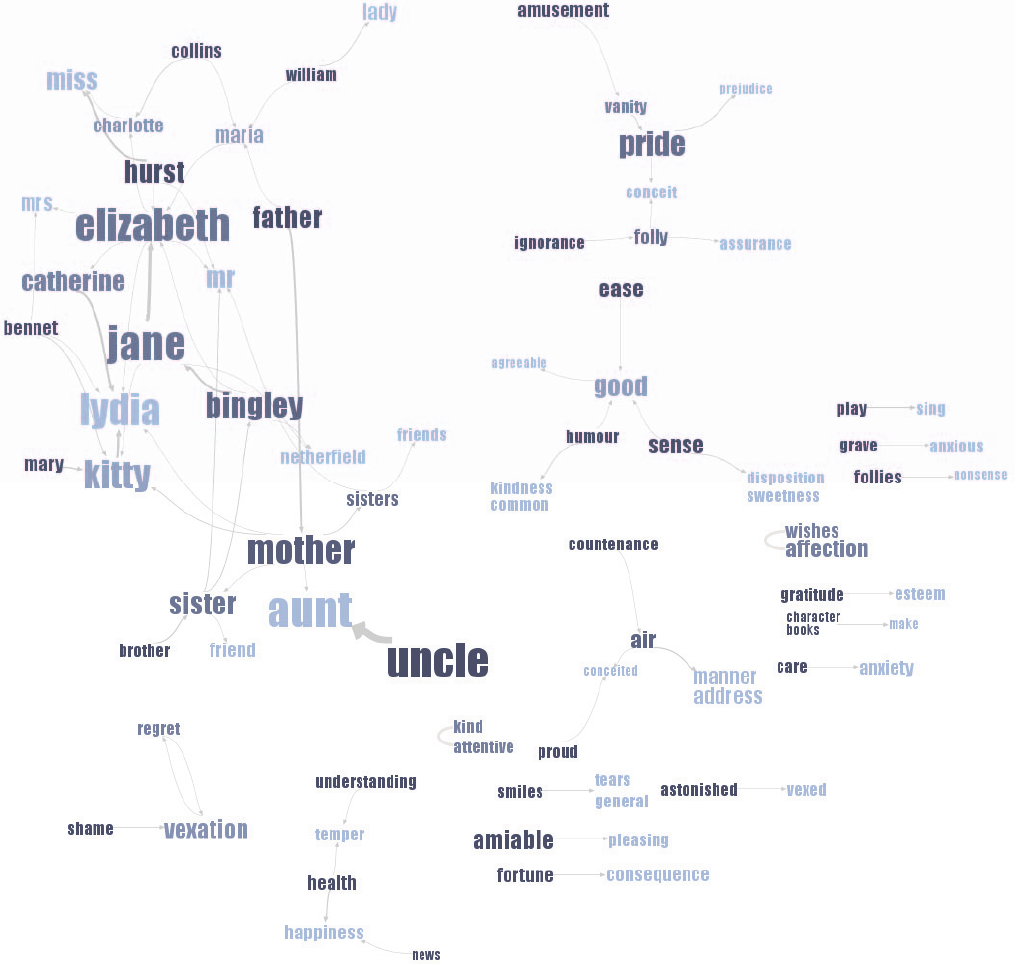 lady
amusement
collins
william
miss
prejudice
vanity
charlotte
maria
pride
hurst
conceit
mrs
elizabeth
father
ignorance
folly
assurance
catherine
mr
ease
bennet
jane
agreeable
good
lydia
bingley
play
sing
friends
humour
sense
grave
anxious
mary
kitty
netherfield
follies
nonsense
disposition
sweetness
kindness
common
sisters
wishes
affection
mother
countenance
sister
aunt
gratitude
esteem
character
books
make
brother
friend
uncle
air
conceited
manner
address
care
anxiety
regret
kind
attentive
proud
understanding
smiles
tears
general
astonished
vexed
shame
vexation
temper
amiable
pleasing
health
fortune
consequence
happiness
news